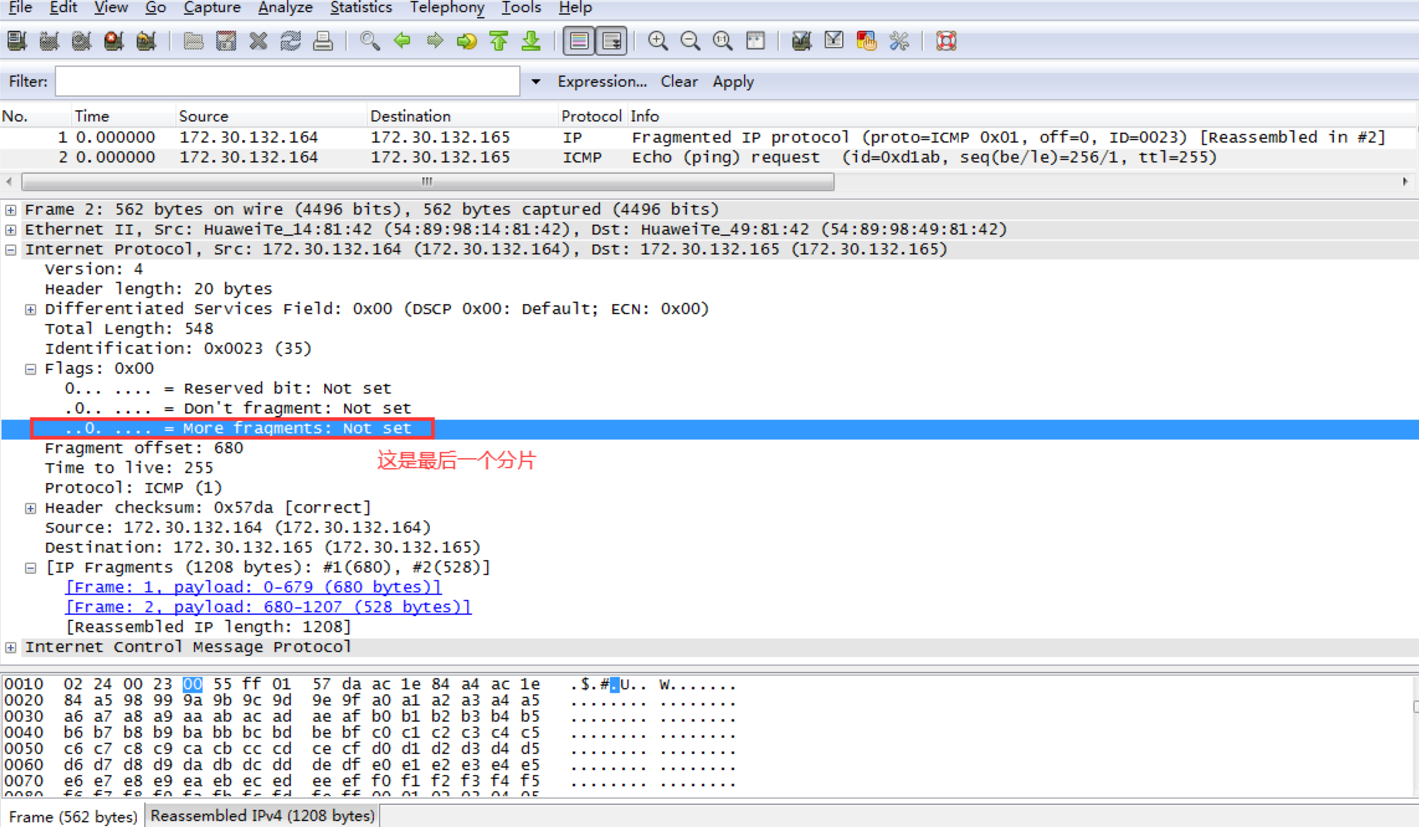 File Edit View Go Capture Analyze Statistics Telephony Tools Help
Filter: Expression... Clear Apply
No. Time Source Destination Protocol Info
1 0.000000 172.30.132.164 172.30.132.165 IP Fragmented IP protocol (proto=ICMP 0x01, off=0, ID=0023) [Reassembled in #2]
2 0.000000 172.30.132.164 172.30.132.165 ICMP Echo (ping) request (id=0xd1ab, seq(be/le)=256/1, ttl=255)
Frame 2: 562 bytes on wire (4496 bits), 562 bytes captured (4496 bits)
Ethernet II, Src: HuaweiTe_14:81:42 (54:89:98:14:81:42), Dst: HuaweiTe_49:81:42 (54:89:98:49:81:42)
Internet Protocol, Src: 172.30.132.164 (172.30.132.164), Dst: 172.30.132.165 (172.30.132.165)
Version: 4
Header length: 20 bytes
Differentiated Services Field: 0x00 (DSCP 0x00: Default; ECN: 0x00)
Total Length: 548
Identification: 0x0023 (35)
Flags: 0x00
0... .... = Reserved bit: Not set
.0.. .... = Don't fragment: Not set
..0. .... = More fragments: Not set
Fragment offset: 680
这是最后一个分片
Time to live: 255
Protocol: ICMP (1)
Header checksum: 0x57da [correct]
Source: 172.30.132.164 (172.30.132.164)
Destination: 172.30.132.165 (172.30.132.165)
[IP Fragments (1208 bytes): #1(680), #2(528)]
[Frame: 1, payload: 0-679 (680 bytes)]
[Frame: 2, payload: 680-1207 (528 bytes)]
[Reassembled IP length: 1208]
Internet Control Message Protocol
0010 02 24 00 23 00 55 ff 01 57 da ac 1e 84 a4 ac 1e .$.#.U.. W.......
0020 84 a5 98 99 9a 9b 9c 9d 9e 9f a0 a1 a2 a3 a4 a5 ........ ........
0030 a6 a7 a8 a9 aa ab ac ad ae af b0 b1 b2 b3 b4 b5 ........ ........
0040 b6 b7 b8 b9 ba bb bc bd be bf c0 c1 c2 c3 c4 c5 ........ ........
0050 c6 c7 c8 c9 ca cb cc cd ce cf d0 d1 d2 d3 d4 d5 ........ ........
0060 d6 d7 d8 d9 da db dc dd de df e0 e1 e2 e3 e4 e5 ........ ........
0070 e6 e7 e8 e9 ea eb ec ed ee ef f0 f1 f2 f3 f4 f5 ........ ........
Frame (562 bytes) Reassembled IPv4 (1208 bytes)